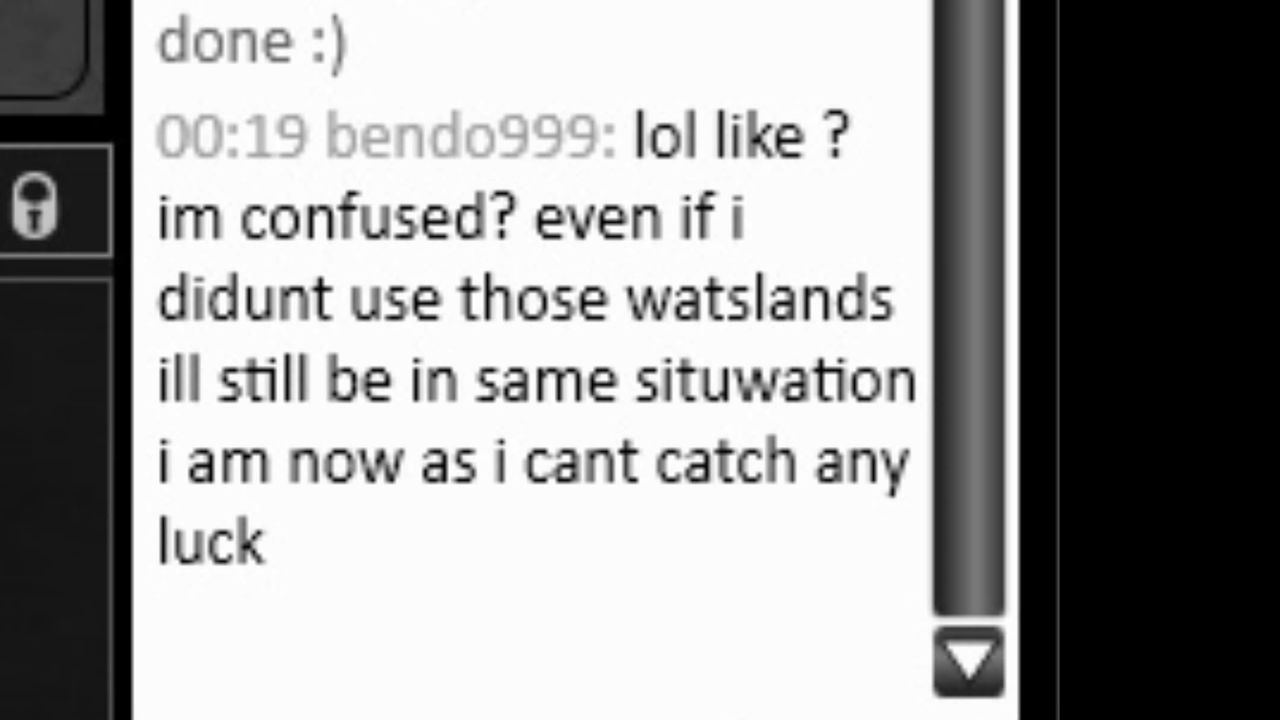 done :)
00:19 bendo999: lol like ?
im confused? even if i
didunt use those watslands
ill still be in same situwation
i am now as i cant catch any
luck